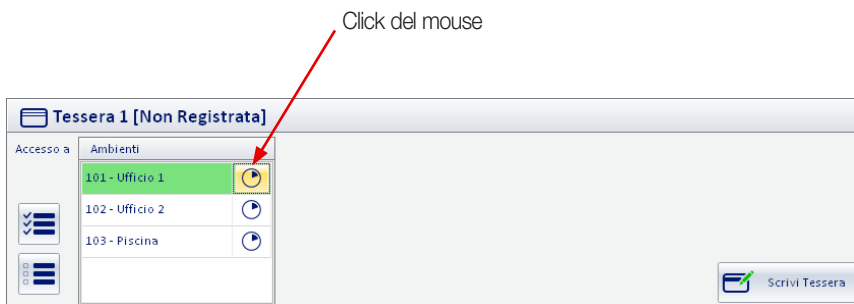 Click del mouse
Tessera 1 [Non Registrata]
Accesso a
Ambienti
101 - Ufficio 1
102 - Ufficio 2
103 - Piscina
Scrivi Tessera